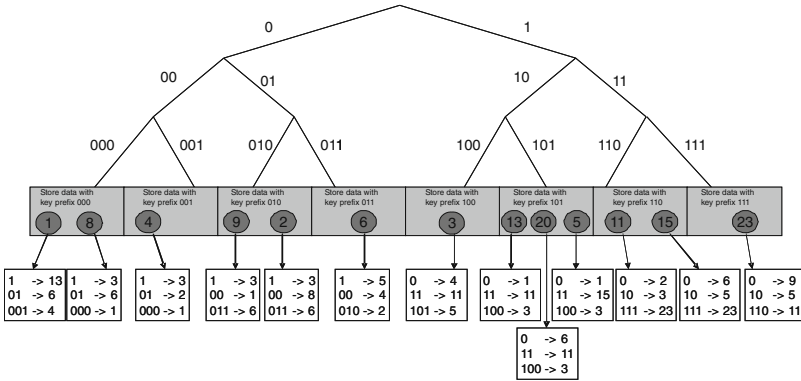 0
1
00
01
10
11
000
001
010
011
100
101
110
111
Store data with key prefix 000
Store data with key prefix 001
Store data with key prefix 010
Store data with key prefix 011
Store data with key prefix 100
Store data with key prefix 101
Store data with key prefix 110
Store data with key prefix 111
1
8
4
9
2
6
3
13
20
5
11
15
23
1 -> 13
01 -> 6
001 -> 4
1 -> 3
01 -> 6
000 -> 1
1 -> 3
01 -> 2
000 -> 1
1 -> 3
00 -> 1
011 -> 6
1 -> 3
00 -> 8
011 -> 6
1 -> 5
00 -> 4
010 -> 2
0 -> 4
11 -> 11
101 -> 5
0 -> 1
11 -> 11
100 -> 3
0 -> 6
11 -> 11
100 -> 3
0 -> 1
11 -> 15
100 -> 3
0 -> 2
10 -> 3
111 -> 23
0 -> 6
10 -> 5
111 -> 23
0 -> 9
10 -> 5
110 -> 11